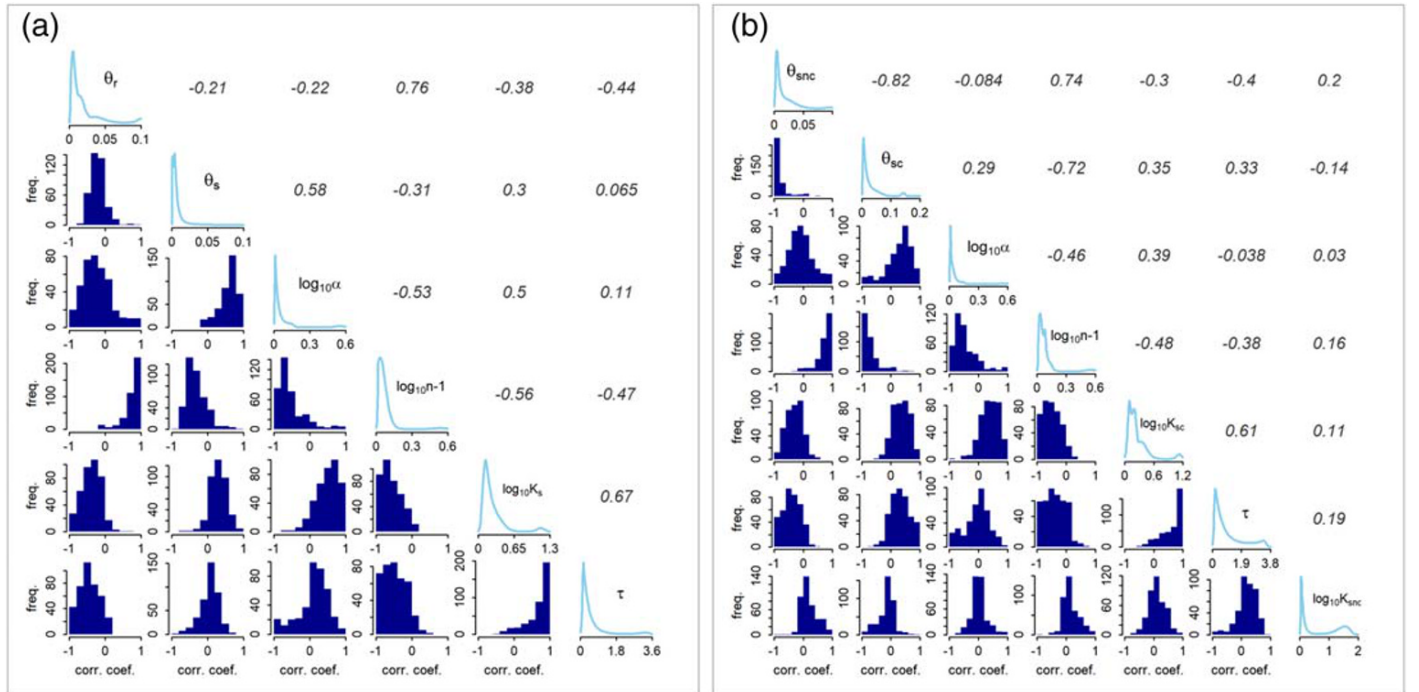 (a)
θr -0.21 -0.22 0.76 -0.38 -0.44
0 0.05 0.1
freq. 0 60 120 θs 0.58 -0.31 0.3 0.065
-1 0 1 0 0.05 0.1
freq. 0 40 80 0 50 150 log10α -0.53 0.5 0.11
-1 0 1 -1 0 1 0 0.3 0.6
freq. 0 100 200 0 40 100 0 60 120 log10n-1 -0.56 -0.47
-1 0 1 -1 0 1 -1 0 1 0 0.3 0.6
freq. 0 40 100 0 40 100 0 40 80 0 40 100 log10Ks 0.67
-1 0 1 -1 0 1 -1 0 1 -1 0 1 0 0.65 1.3
freq. 0 40 80 0 50 150 0 40 80 0 40 80 0 100 200 τ
-1 0 1 -1 0 1 -1 0 1 -1 0 1 -1 0 1 0 1.8 3.6
corr. coef. corr. coef. corr. coef. corr. coef. corr. coef.
(b)
θsnc -0.82 -0.084 0.74 -0.3 -0.4 0.2
0 0.05
freq. 0 150 θsc 0.29 -0.72 0.35 0.33 -0.14
-1 0 1 0 0.1 0.2
freq. 0 40 80 0 40 100 log10α -0.46 0.39 -0.038 0.03
-1 0 1 -1 0 1 0 0.3 0.6
freq. 0 100 0 100 0 60 120 log10n-1 -0.48 -0.38 0.16
-1 0 1 -1 0 1 -1 0 1 0 0.3 0.6
freq. 0 40 100 0 40 80 0 40 80 0 40 80 log10Ksc 0.61 0.11
-1 0 1 -1 0 1 -1 0 1 -1 0 1 0 0.6 1.2
freq. 0 40 80 0 40 80 0 40 100 0 40 80 0 100 τ 0.19
-1 0 1 -1 0 1 -1 0 1 -1 0 1 -1 0 1 0 1.9 3.8
freq. 0 60 140 0 100 0 60 140 0 100 0 60 120 0 40 100 log10Ksnc
-1 0 1 -1 0 1 -1 0 1 -1 0 1 -1 0 1 -1 0 1 0 1 2
corr. coef. corr. coef. corr. coef. corr. coef. corr. coef. corr. coef.